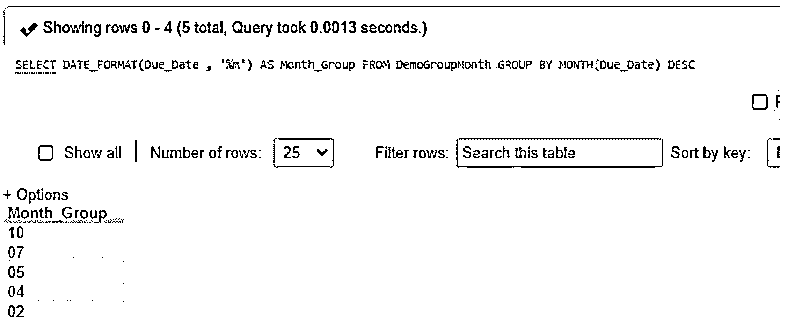 Showing rows 0 - 4 (5 total, Query took 0.0013 seconds.)
SELECT DATE_FORMAT(Due_Date , '%m') AS Month_Group FROM DemoGroupMonth GROUP BY MONTH(Due_Date) DESC
Show all | Number of rows: 25 Filter rows: Search this table Sort by key:
+ Options
Month_Group
10
07
05
04
02